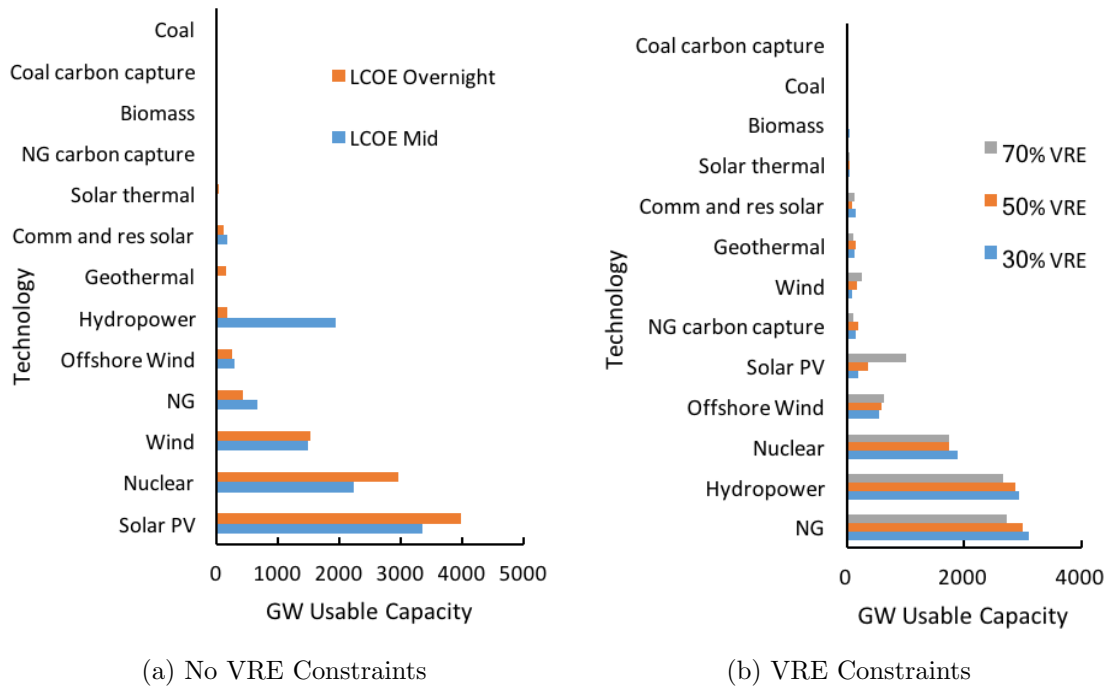 Coal
Coal carbon capture
Biomass
NG carbon capture
Solar thermal
Comm and res solar
Geothermal
Hydropower
Offshore Wind
NG
Wind
Nuclear
Solar PV
Technology
LCOE Overnight
LCOE Mid
0 1000 2000 3000 4000 5000
GW Usable Capacity
(a) No VRE Constraints
Coal carbon capture
Coal
Biomass
Solar thermal
Comm and res solar
Geothermal
Wind
NG carbon capture
Solar PV
Offshore Wind
Nuclear
Hydropower
NG
Technology
70% VRE
50% VRE
30% VRE
0 2000 4000
GW Usable Capacity
(b) VRE Constraints